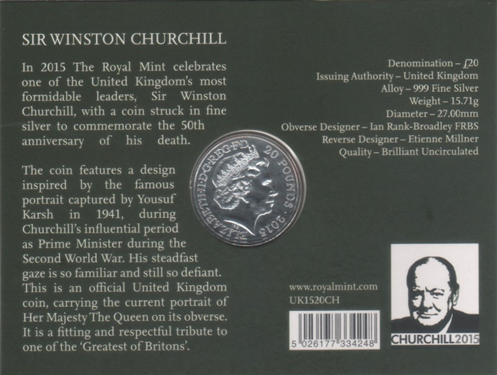 SIR WINSTON CHURCHILL
In 2015 The Royal Mint celebrates
one of the United Kingdom's most
formidable leaders, Sir Winston
Churchill, with a coin struck in fine
silver to commemorate the 50th
anniversary of his death.
The coin features a design
inspired by the famous
portrait captured by Yousuf
Karsh in 1941, during
Churchill's influential period
as Prime Minister during the
Second World War. His steadfast
gaze is so familiar and still so defiant.
This is an official United Kingdom
coin, carrying the current portrait of
Her Majesty The Queen on its obverse.
It is a fitting and respectful tribute to
one of the 'Greatest of Britons'.
Denomination – £20
Issuing Authority – United Kingdom
Alloy – 999 Fine Silver
Weight – 15.71g
Diameter – 27.00mm
Obverse Designer – Ian Rank-Broadley FRBS
Reverse Designer – Etienne Millner
Quality – Brilliant Uncirculated
ELIZABETH·II·D·G·REG·F·D·20 POUNDS·2015
www.royalmint.com
UK1520CH
5 026177 334248
CHURCHILL2015